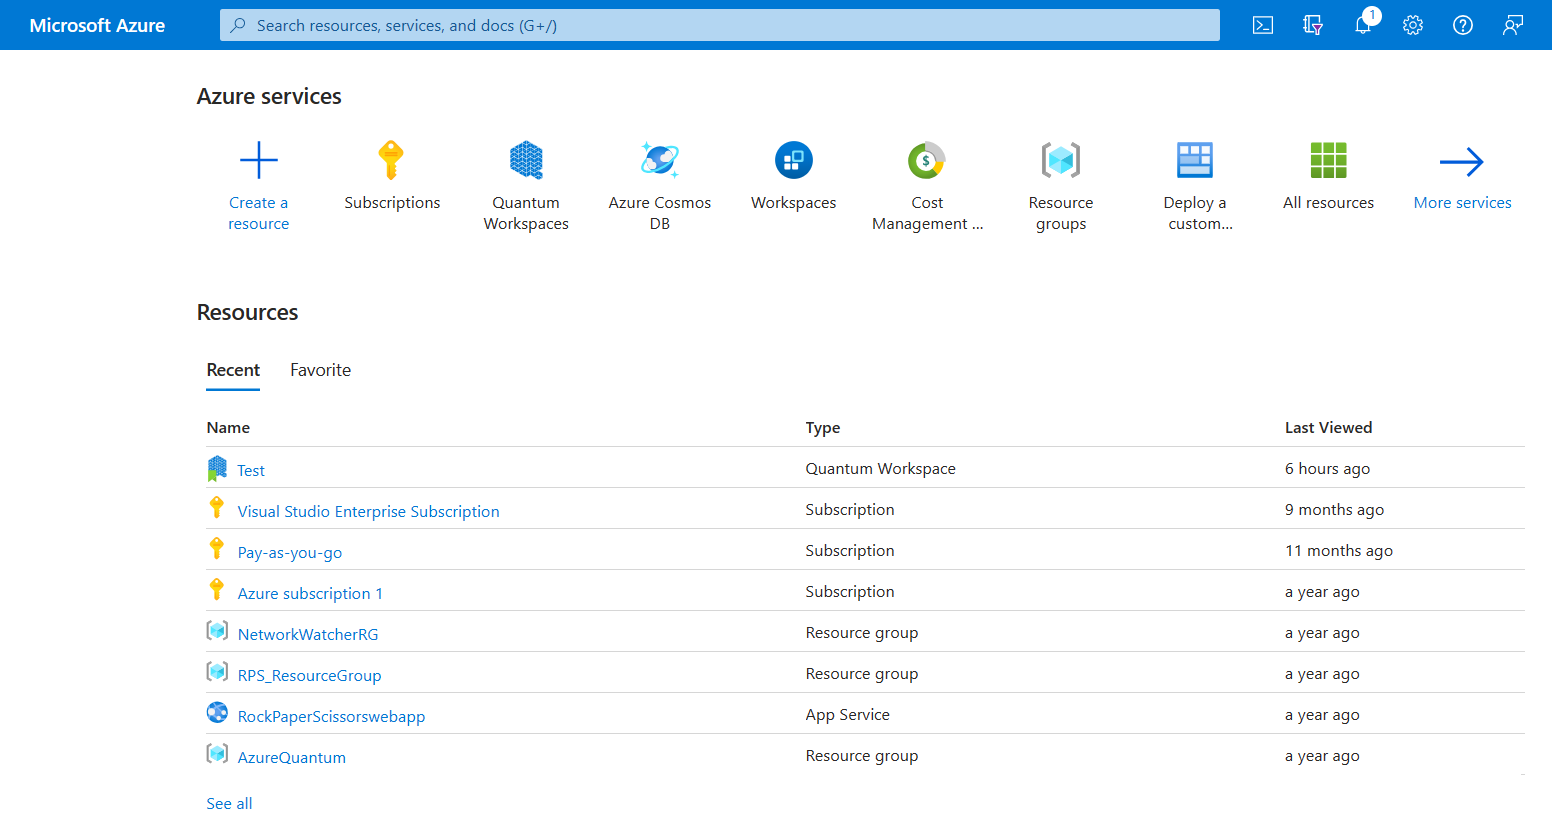 Microsoft Azure
Search resources, services, and docs (G+/)
1
Azure services
Create a
resource
Subscriptions
Quantum
Workspaces
Azure Cosmos
DB
Workspaces
Cost
Management ...
Resource
groups
Deploy a
custom...
All resources
More services
Resources
Recent Favorite
Name Type Last Viewed
Test Quantum Workspace 6 hours ago
Visual Studio Enterprise Subscription Subscription 9 months ago
Pay-as-you-go Subscription 11 months ago
Azure subscription 1 Subscription a year ago
NetworkWatcherRG Resource group a year ago
RPS_ResourceGroup Resource group a year ago
RockPaperScissorswebapp App Service a year ago
AzureQuantum Resource group a year ago
See all